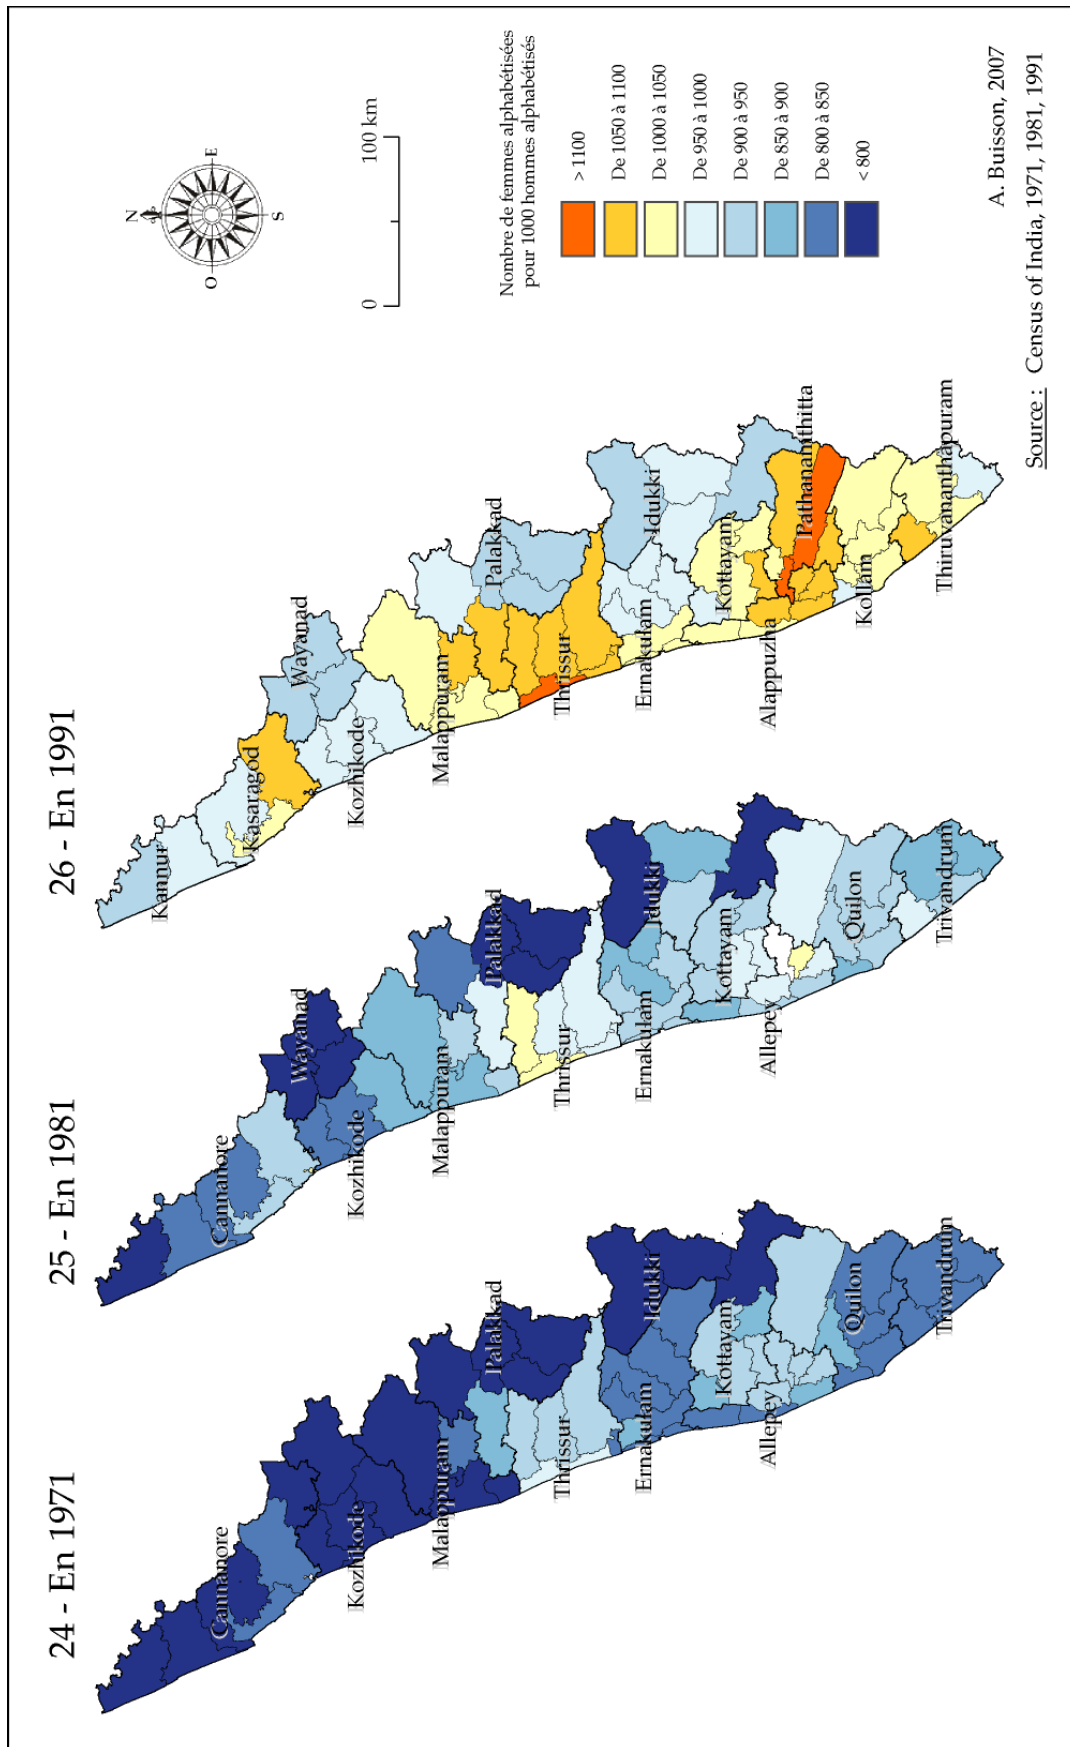 24 - En 1971
Cannanore
Kozhikode
Malappuram
Palakkad
Thrissur
Ernakulam
Idukki
Kottayam
Allepey
Quilon
Trivandrum
25 - En 1981
Cannanore
Wayanad
Kozhikode
Malappuram
Palakkad
Thrissur
Ernakulam
Idukki
Kottayam
Allepey
Quilon
Trivandrum
26 - En 1991
Kannur
Kasaragod
Wayanad
Kozhikode
Malappuram
Palakkad
Thrissur
Ernakulam
Idukki
Kottayam
Alappuzha
Pathanamthitta
Kollam
Thiruvananthapuram
N
O
E
S
0 100 km
Nombre de femmes alphabétisées
pour 1000 hommes alphabétisés
> 1100
De 1050 à 1100
De 1000 à 1050
De 950 à 1000
De 900 à 950
De 850 à 900
De 800 à 850
< 800
A. Buisson, 2007
Source : Census of India, 1971, 1981, 1991